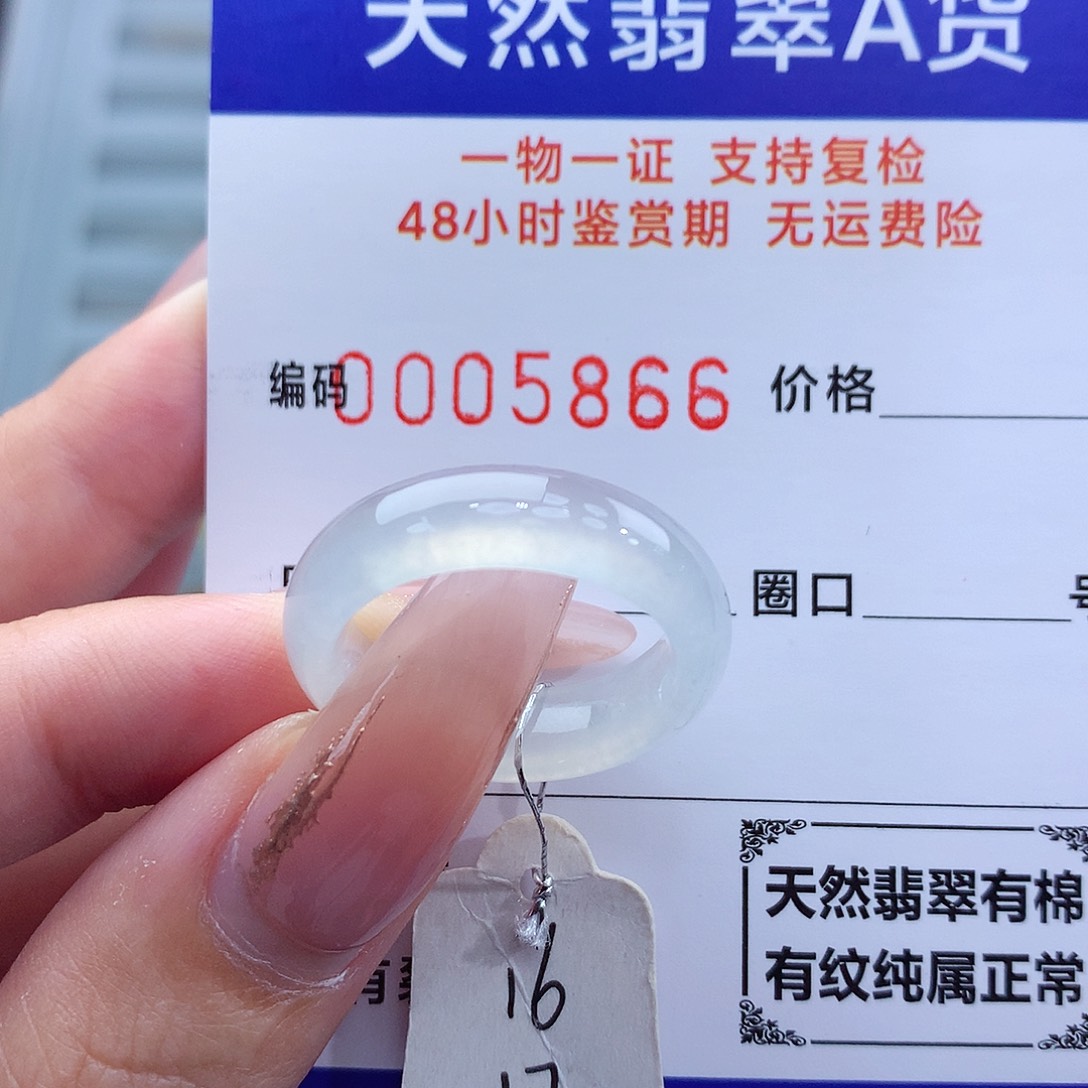 天然翡翠A货
一物一证 支持复检
48小时鉴赏期 无运费险
编码0005866 价格
圈口
天然翡翠有棉
有纹纯属正常
16
17